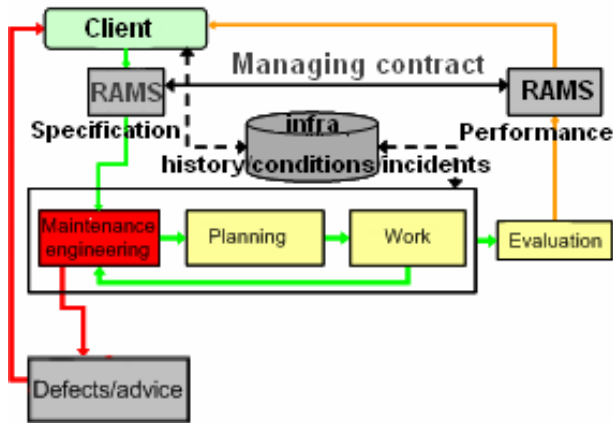 Client
Managing contract
RAMS
RAMS
Specification
infra
Performance
history/conditions/incidents
Maintenance
engineering
Planning
Work
Evaluation
Defects/advice